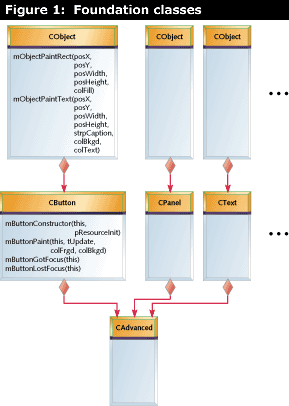 Figure 1: Foundation classes
CObject
CObject
CObject
mObjectPaintRect(posX,
posY,
posWidth,
posHeight,
colFill)
mObjectPaintText(posX,
posY,
posWidth,
posHeight,
strpCaption,
colBkgd,
colText)
...
CButton
CPanel
CText
mButtonConstructor(this,
pResourceInit)
mButtonPaint(this, tUpdate,
colFrgd, colBkgd)
mButtonGotFocus(this)
mButtonLostFocus(this)
...
CAdvanced